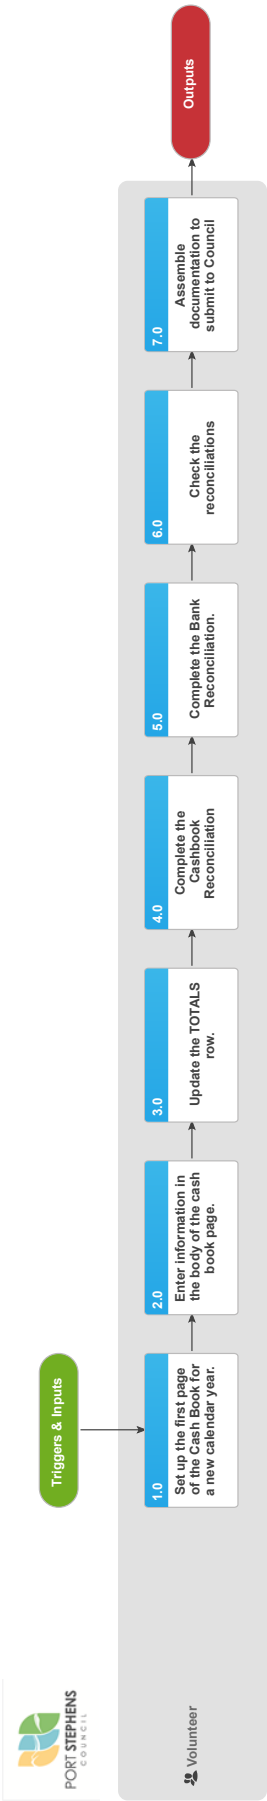 PORT STEPHENS
COUNCIL
Triggers & Inputs
Volunteer
1.0
Set up the first page
of the Cash Book for
a new calendar year.
2.0
Enter information in
the body of the cash
book page.
3.0
Update the TOTALS
row.
4.0
Complete the
Cashbook
Reconciliation
5.0
Complete the Bank
Reconciliation.
6.0
Check the
reconciliations
7.0
Assemble
documentation to
submit to Council
Outputs